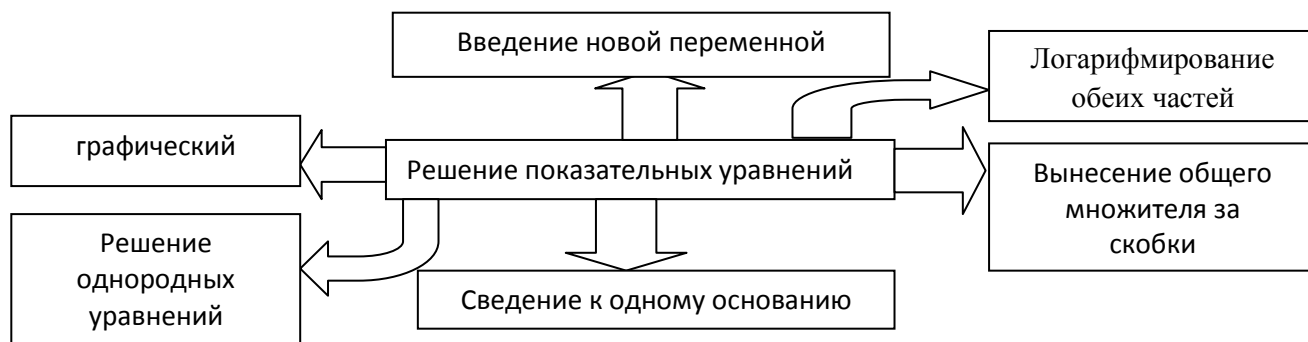 Введение новой переменной
Логарифмирование
обеих частей
графический
Решение показательных уравнений
Вынесение общего
множителя за
скобки
Решение
однородных
уравнений
Сведение к одному основанию